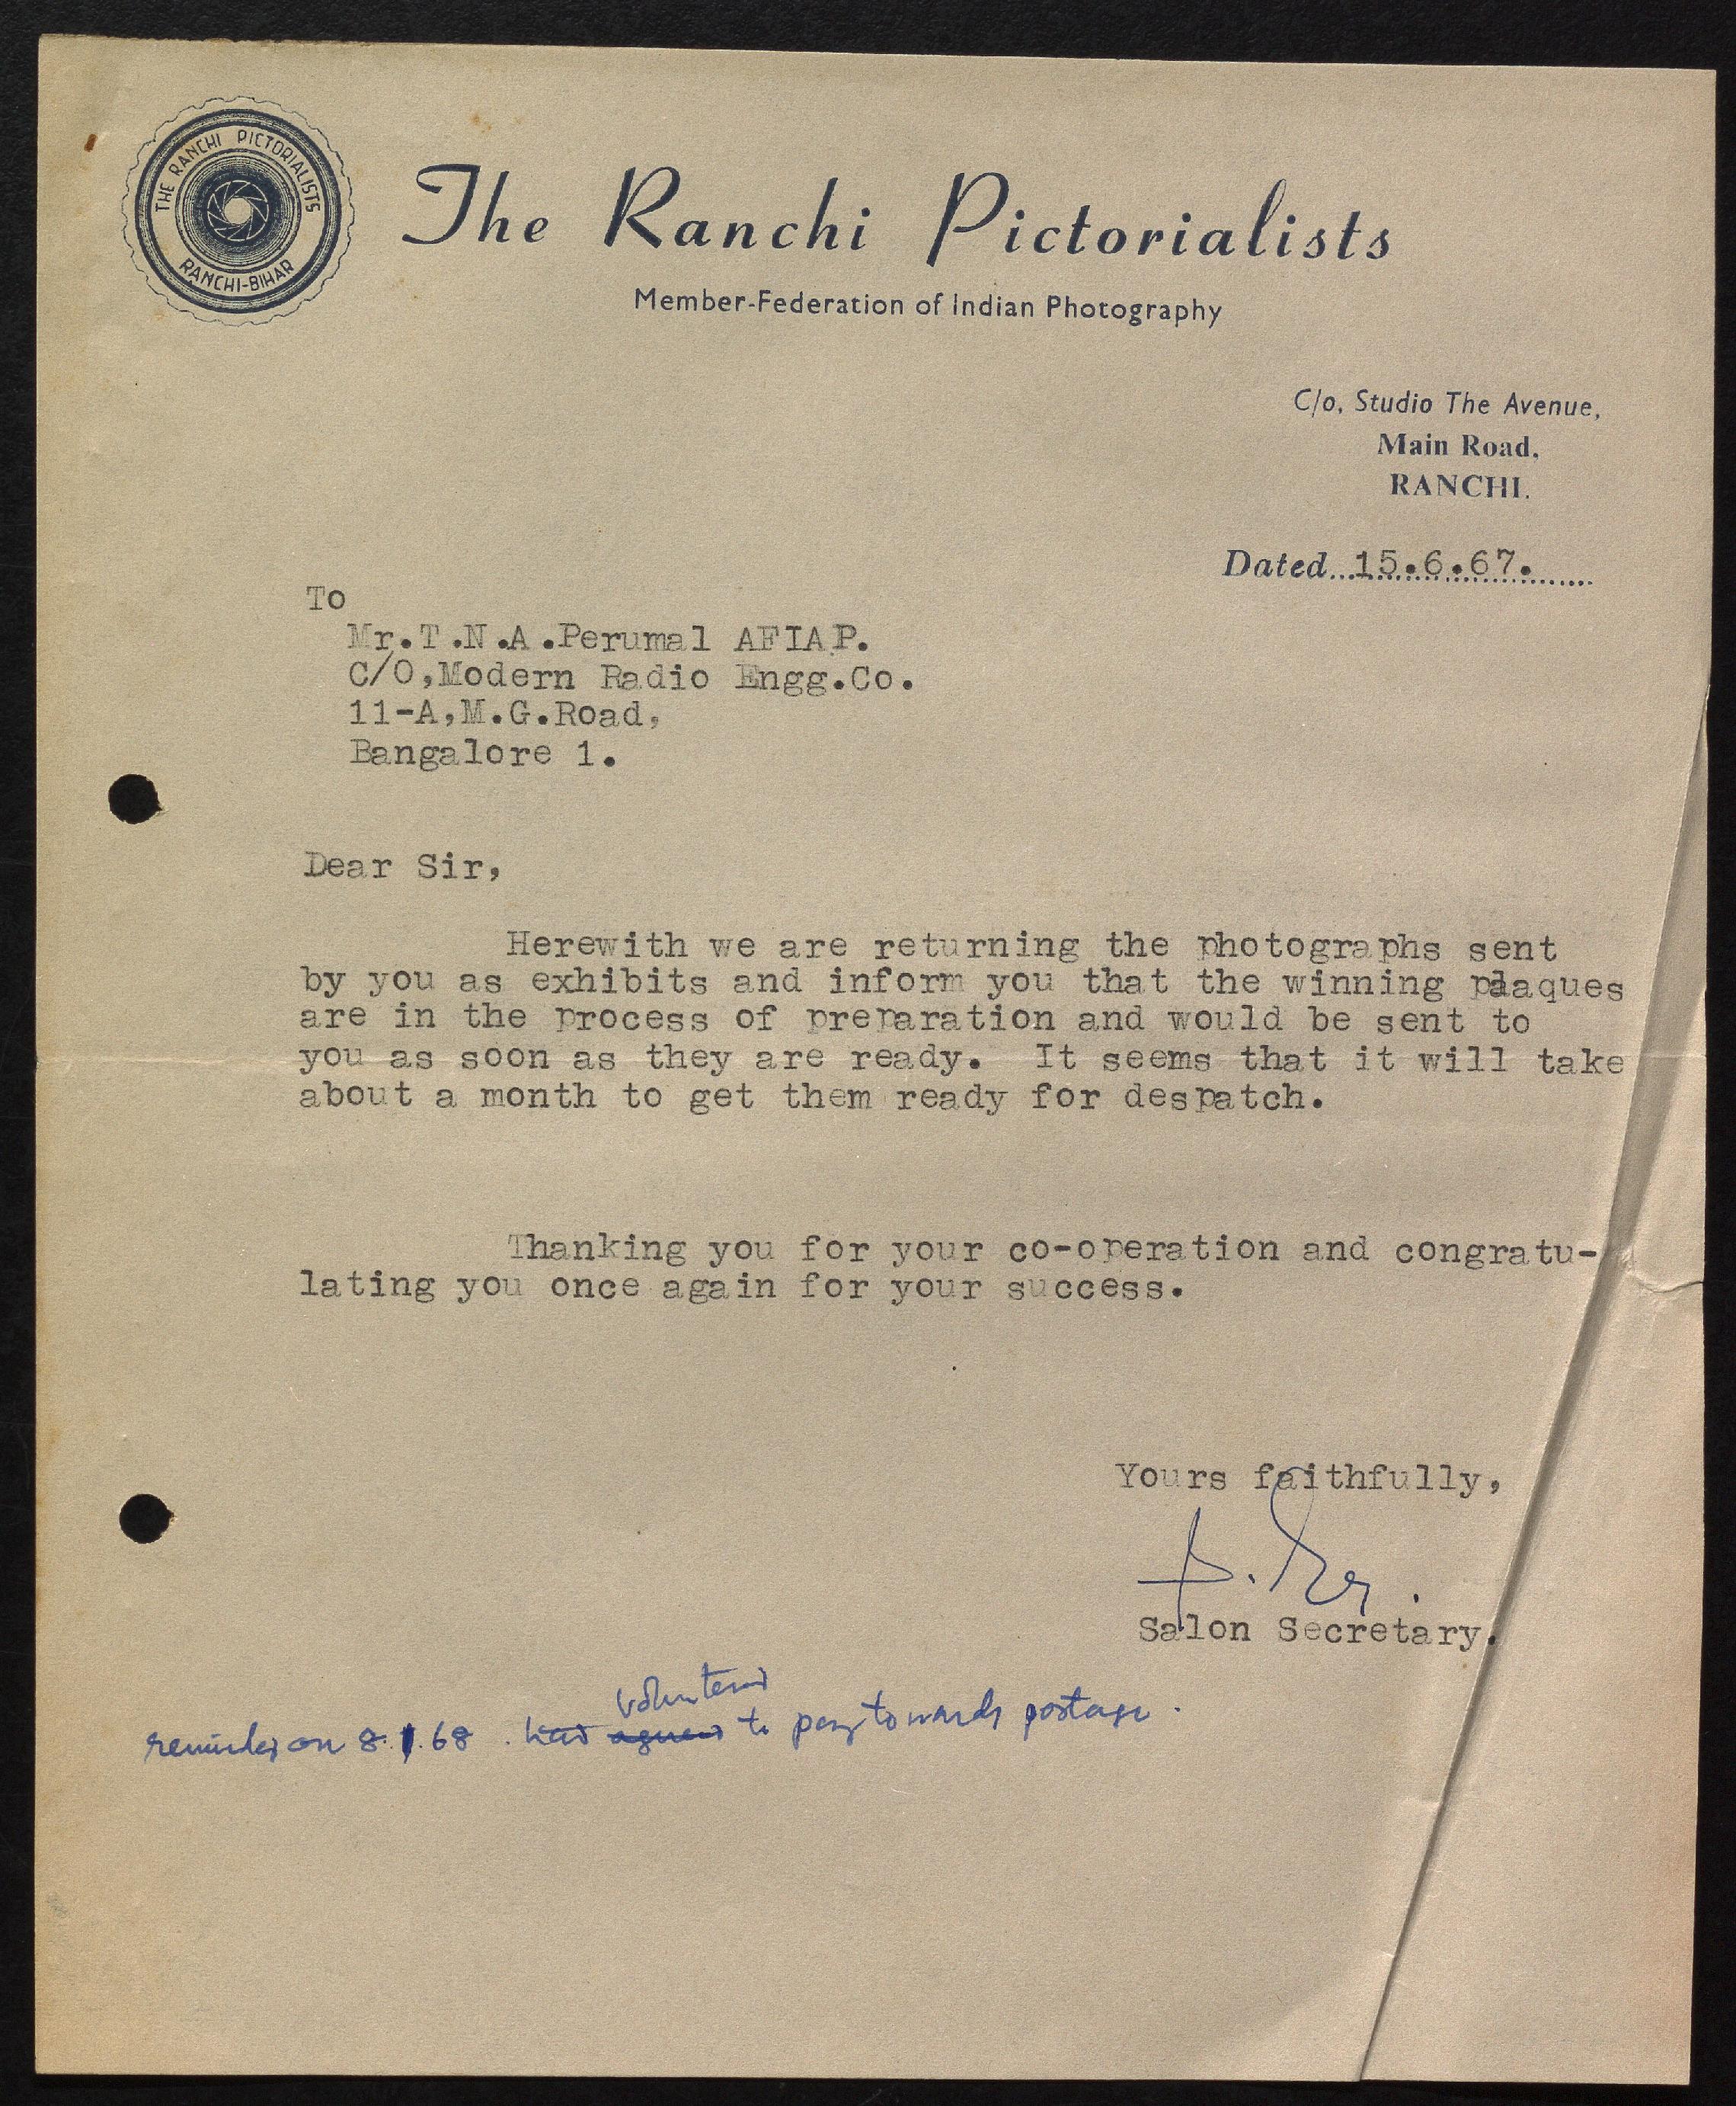 THE RANCHI PICTORIALISTS
RANCHI-BIHAR
The Ranchi Pictorialists
Member-Federation of Indian Photography
C/o, Studio The Avenue,
Main Road,
RANCHI.
Dated...15.6.67.......
To
Mr.T.N.A.Perumal AFIAP.
C/O,Modern Radio Engg.Co.
11-A,M.G.Road,
Bangalore 1.
Dear Sir,
Herewith we are returning the photographs sent
by you as exhibits and inform you that the winning plaques
are in the process of preparation and would be sent to
you as soon as they are ready. It seems that it will take
about a month to get them ready for despatch.
Thanking you for your co-operation and congratu-
lating you once again for your success.
Yours faithfully,
Salon Secretary.
volunteered
reminded on 8.1.68. had agreed to pay towards postage.